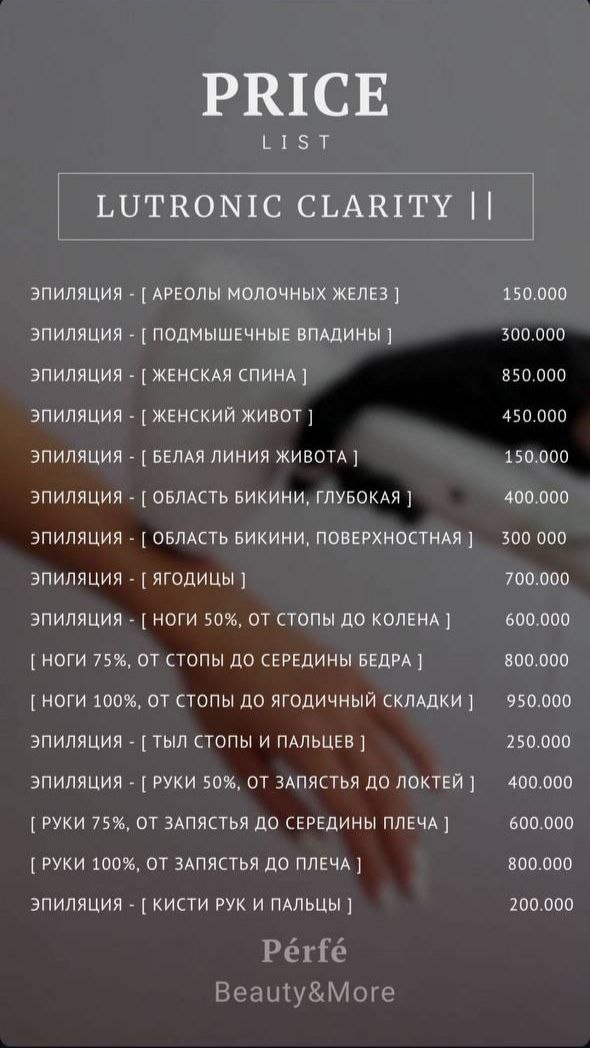 PRICE
LIST
LUTRONIC CLARITY ||
ЭПИЛЯЦИЯ - [ АРЕОЛЫ МОЛОЧНЫХ ЖЕЛЕЗ ] 150.000
ЭПИЛЯЦИЯ - [ ПОДМЫШЕЧНЫЕ ВПАДИНЫ ] 300.000
ЭПИЛЯЦИЯ - [ ЖЕНСКАЯ СПИНА ] 850.000
ЭПИЛЯЦИЯ - [ ЖЕНСКИЙ ЖИВОТ ] 450.000
ЭПИЛЯЦИЯ - [ БЕЛАЯ ЛИНИЯ ЖИВОТА ] 150.000
ЭПИЛЯЦИЯ - [ ОБЛАСТЬ БИКИНИ, ГЛУБОКАЯ ] 400.000
ЭПИЛЯЦИЯ - [ ОБЛАСТЬ БИКИНИ, ПОВЕРХНОСТНАЯ ] 300 000
ЭПИЛЯЦИЯ - [ ЯГОДИЦЫ ] 700.000
ЭПИЛЯЦИЯ - [ НОГИ 50%, ОТ СТОПЫ ДО КОЛЕНА ] 600.000
[ НОГИ 75%, ОТ СТОПЫ ДО СЕРЕДИНЫ БЕДРА ] 800.000
[ НОГИ 100%, ОТ СТОПЫ ДО ЯГОДИЧНЫЙ СКЛАДКИ ] 950.000
ЭПИЛЯЦИЯ - [ ТЫЛ СТОПЫ И ПАЛЬЦЕВ ] 250.000
ЭПИЛЯЦИЯ - [ РУКИ 50%, ОТ ЗАПЯСТЬЯ ДО ЛОКТЕЙ ] 400.000
[ РУКИ 75%, ОТ ЗАПЯСТЬЯ ДО СЕРЕДИНЫ ПЛЕЧА ] 600.000
[ РУКИ 100%, ОТ ЗАПЯСТЬЯ ДО ПЛЕЧА ] 800.000
ЭПИЛЯЦИЯ - [ КИСТИ РУК И ПАЛЬЦЫ ] 200.000
Pérfé
Beauty&More